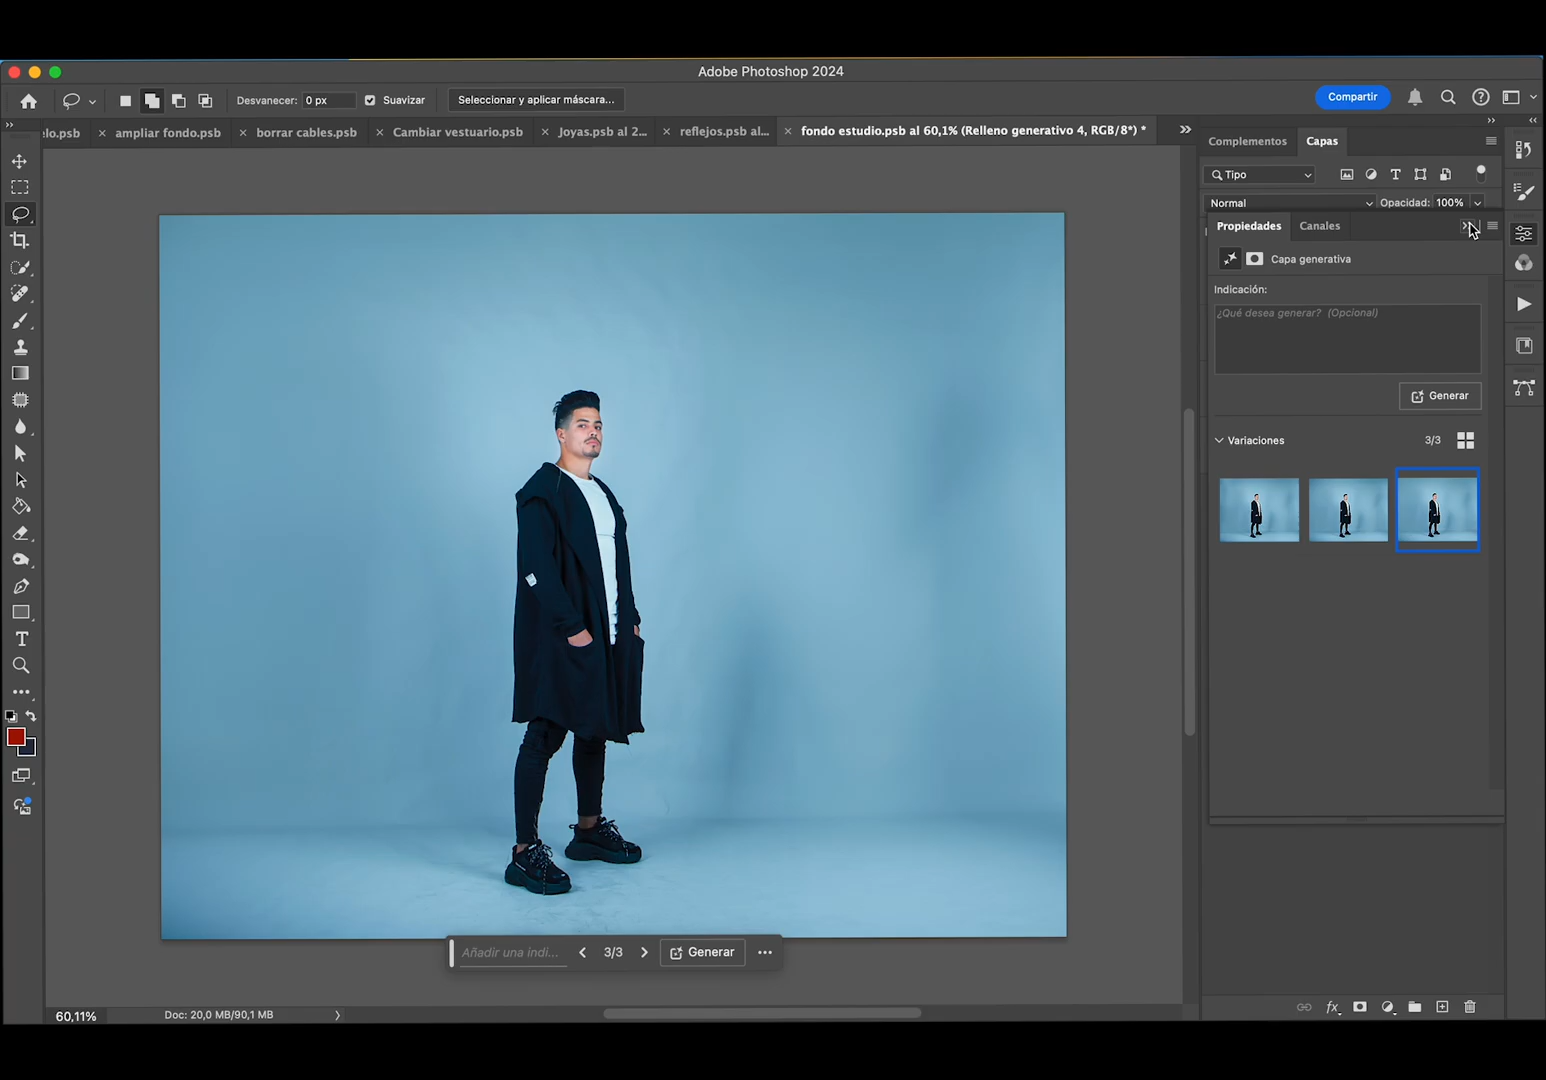 Adobe Photoshop 2024
Desvanecer: 0 px Suavizar Seleccionar y aplicar máscara... Compartir
elo.psb ampliar fondo.psb borrar cables.psb Cambiar vestuario.psb Joyas.psb al 2... reflejos.psb al... fondo estudio.psb al 60,1% (Relleno generativo 4, RGB/8*) *
Complementos Capas
Tipo
Normal Opacidad: 100%
Propiedades Canales
Capa generativa
Indicación:
¿Qué desea generar? (Opcional)
Generar
Variaciones 3/3
Añadir una indi... 3/3 Generar
60,11% Doc: 20,0 MB/90,1 MB